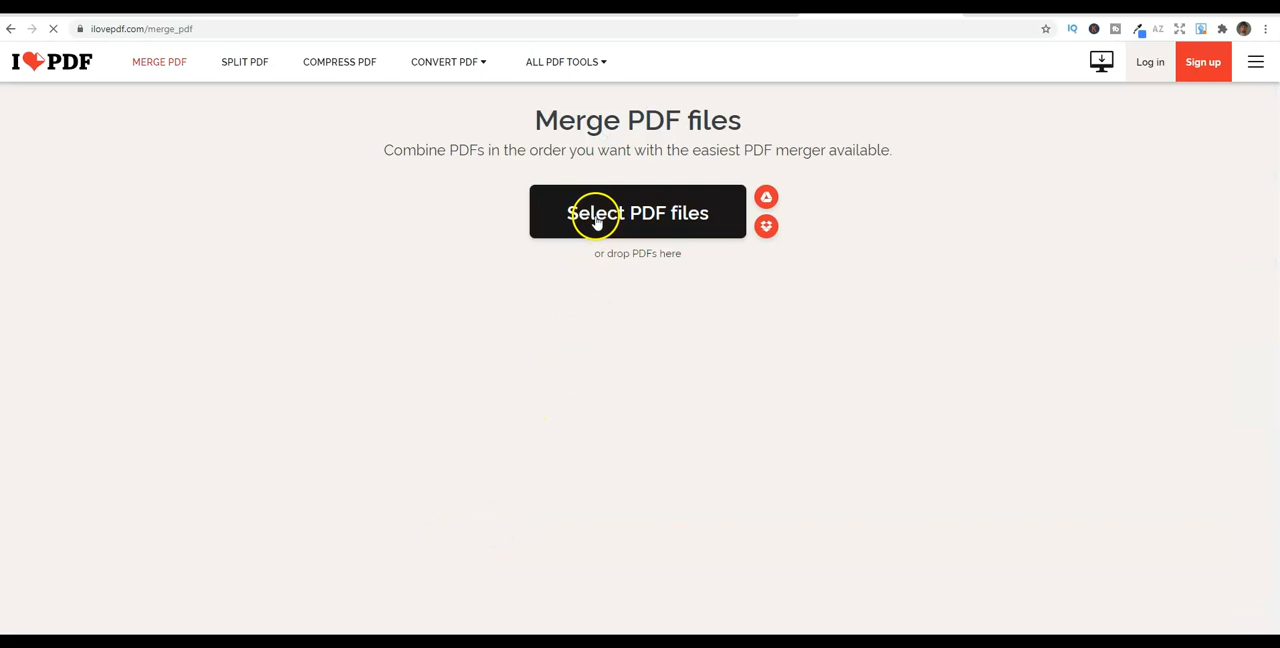 ilovepdf.com/merge_pdf
IQ
AZ
I PDF
MERGE PDF
SPLIT PDF
COMPRESS PDF
CONVERT PDF
ALL PDF TOOLS
Log in
Sign up
Merge PDF files
Combine PDFs in the order you want with the easiest PDF merger available.
Select PDF files
or drop PDFs here